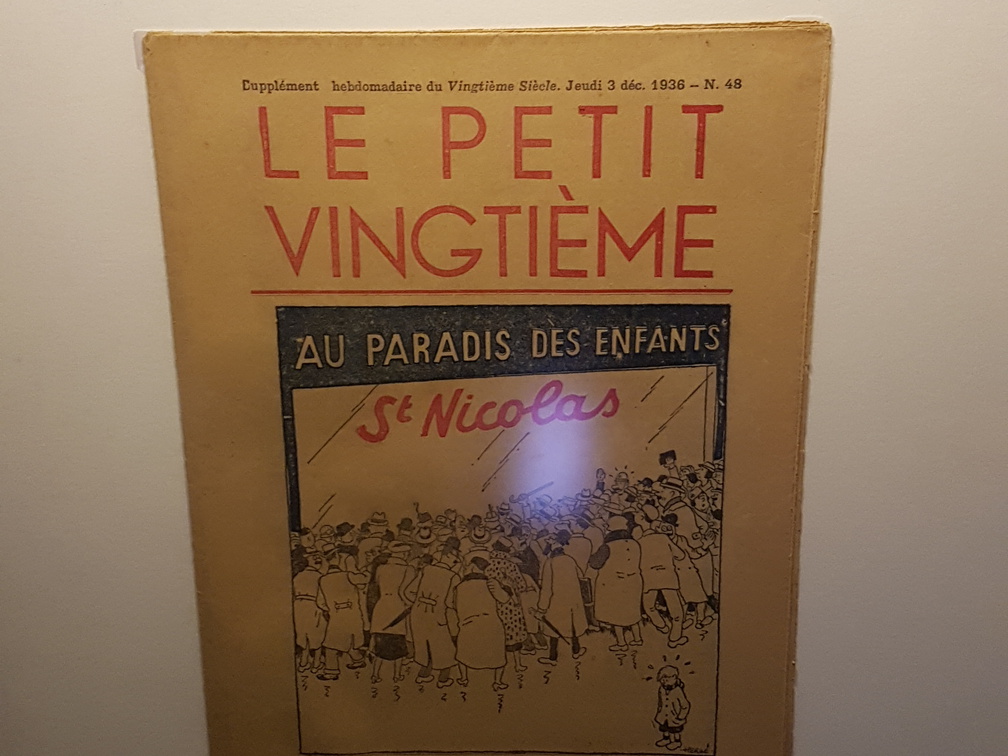 Supplément hebdomadaire du Vingtième Siècle. Jeudi 3 déc. 1936 – N. 48
LE PETIT
VINGTIÈME
AU PARADIS DES ENFANTS
St Nicolas
HERGÉ